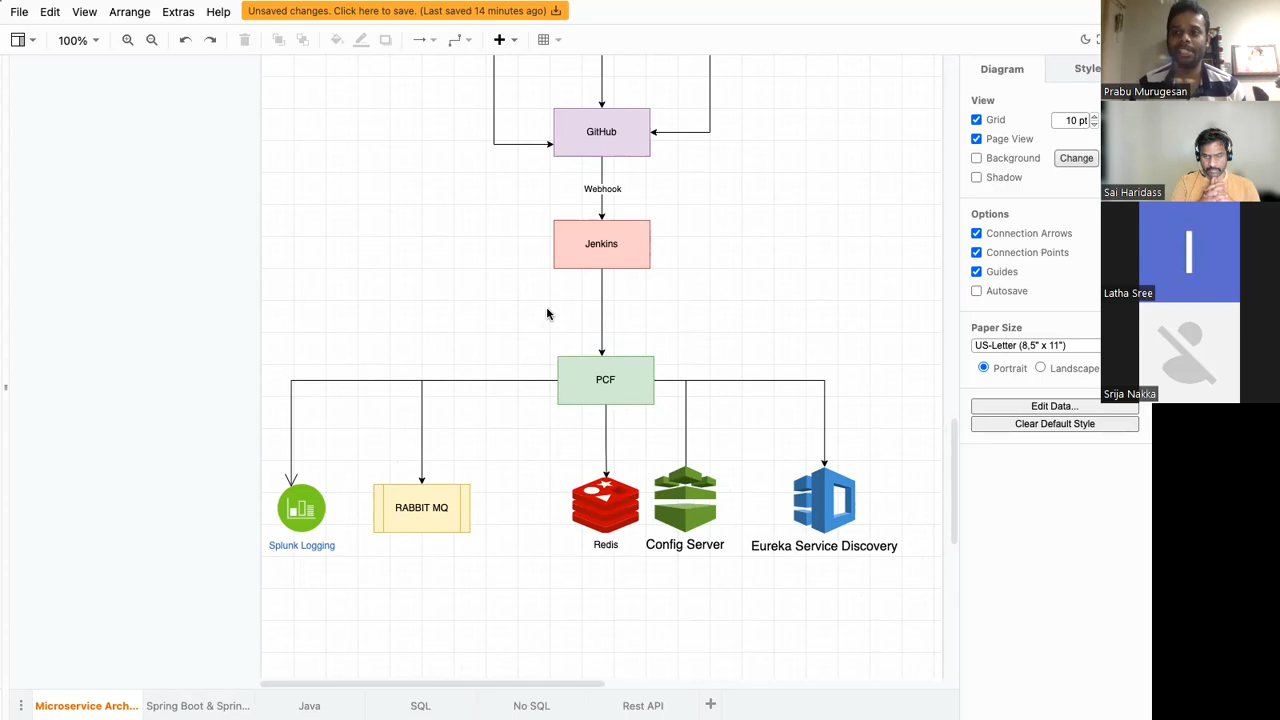 File Edit View Arrange Extras Help Unsaved changes. Click here to save. (Last saved 14 minutes ago)
100%
Prabu Murugesan
Sai Haridass
Latha Sree
Srija Nakka
GitHub
Webhook
Jenkins
PCF
RABBIT MQ
Splunk Logging
Redis
Config Server
Eureka Service Discovery
Diagram Style
View
Grid 10 pt
Page View
Background Change
Shadow
Options
Connection Arrows
Connection Points
Guides
Autosave
Paper Size
US-Letter (8,5" x 11")
Portrait Landscape
Edit Data...
Clear Default Style
Microservice Arch... Spring Boot & Sprin... Java SQL No SQL Rest API